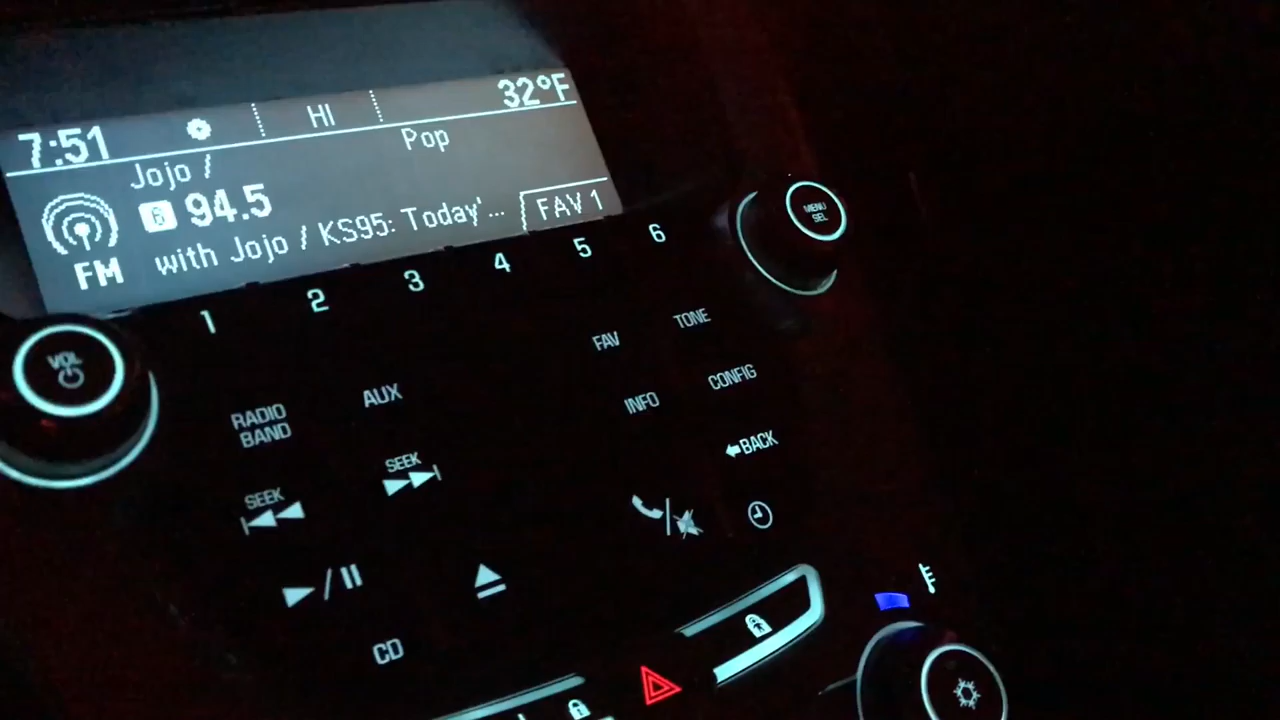 7:51 HI 32°F
Jojo / Pop
94.5
FM with Jojo / KS95: Today'... FAV 1
1 2 3 4 5 6
MENU
SEL
VOL
FAV TONE
RADIO
BAND
AUX
INFO CONFIG
SEEK
SEEK
BACK
CD